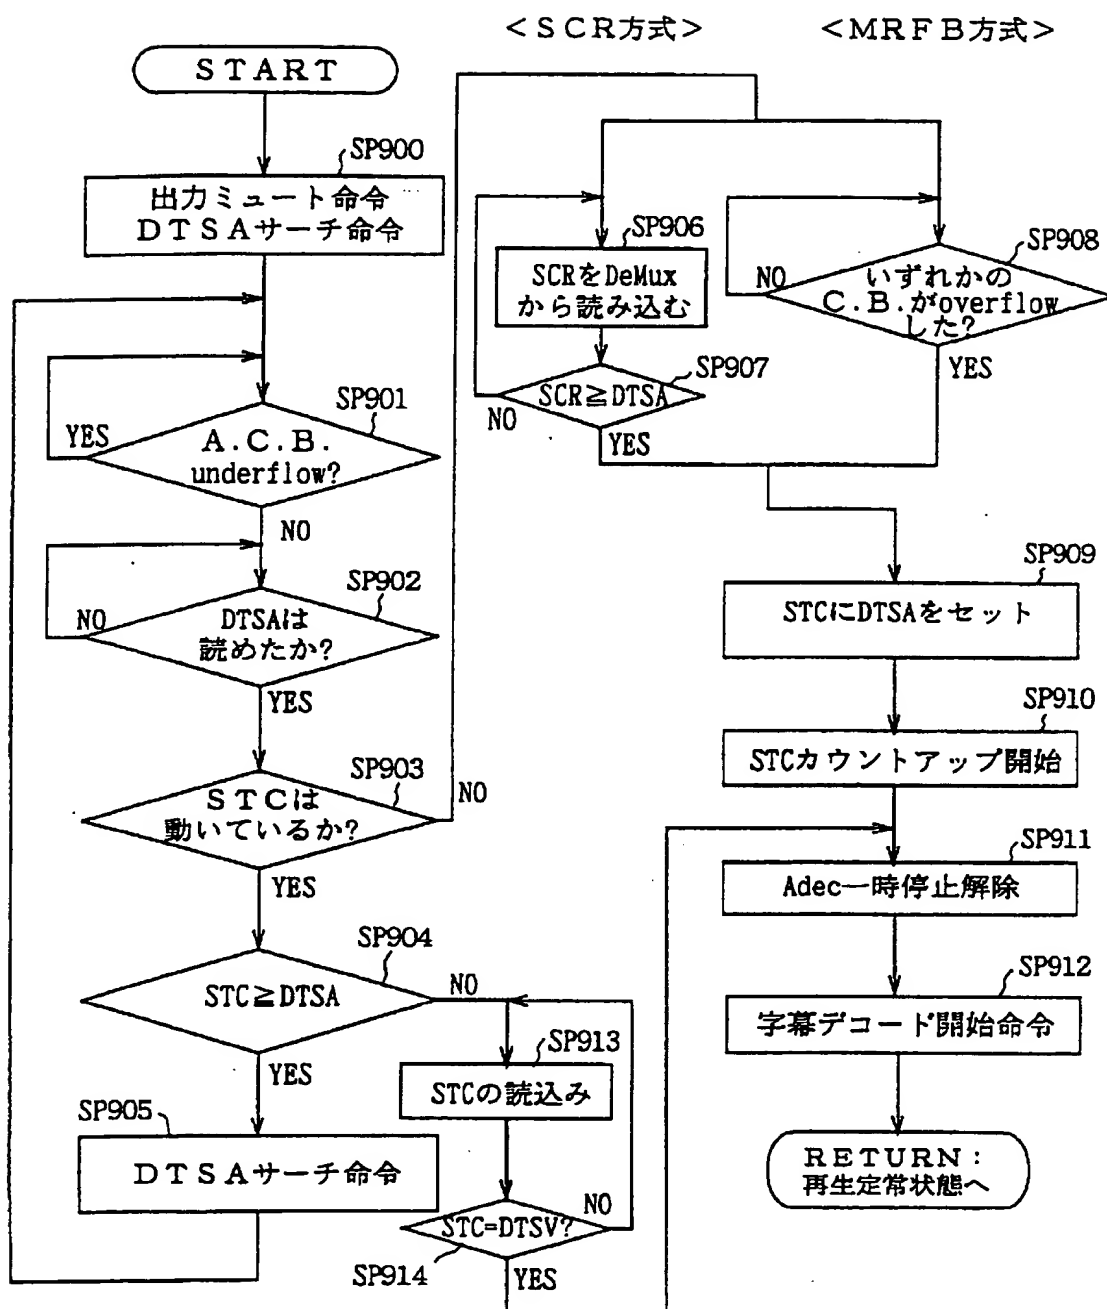 <SCR方式>
<MRFB方式>
START
SP900
出力ミュート命令
DTSAサーチ命令
SP901
YES
A.C.B.
underflow?
NO
SP902
NO
DTSAは
読めたか?
YES
SP903
NO
STCは
動いているか?
YES
SP904
NO
STC≧DTSA
YES
SP905
DTSAサーチ命令
SP913
STCの読込み
NO
STC=DTSV?
SP914
YES
SP906
SCRをDeMux
から読み込む
SP907
SCR≧DTSA
NO
YES
SP908
NO
いずれかの
C.B.がoverflow
した?
YES
SP909
STCにDTSAをセット
SP910
STCカウントアップ開始
SP911
Adec一時停止解除
SP912
字幕デコード開始命令
RETURN:
再生定常状態へ